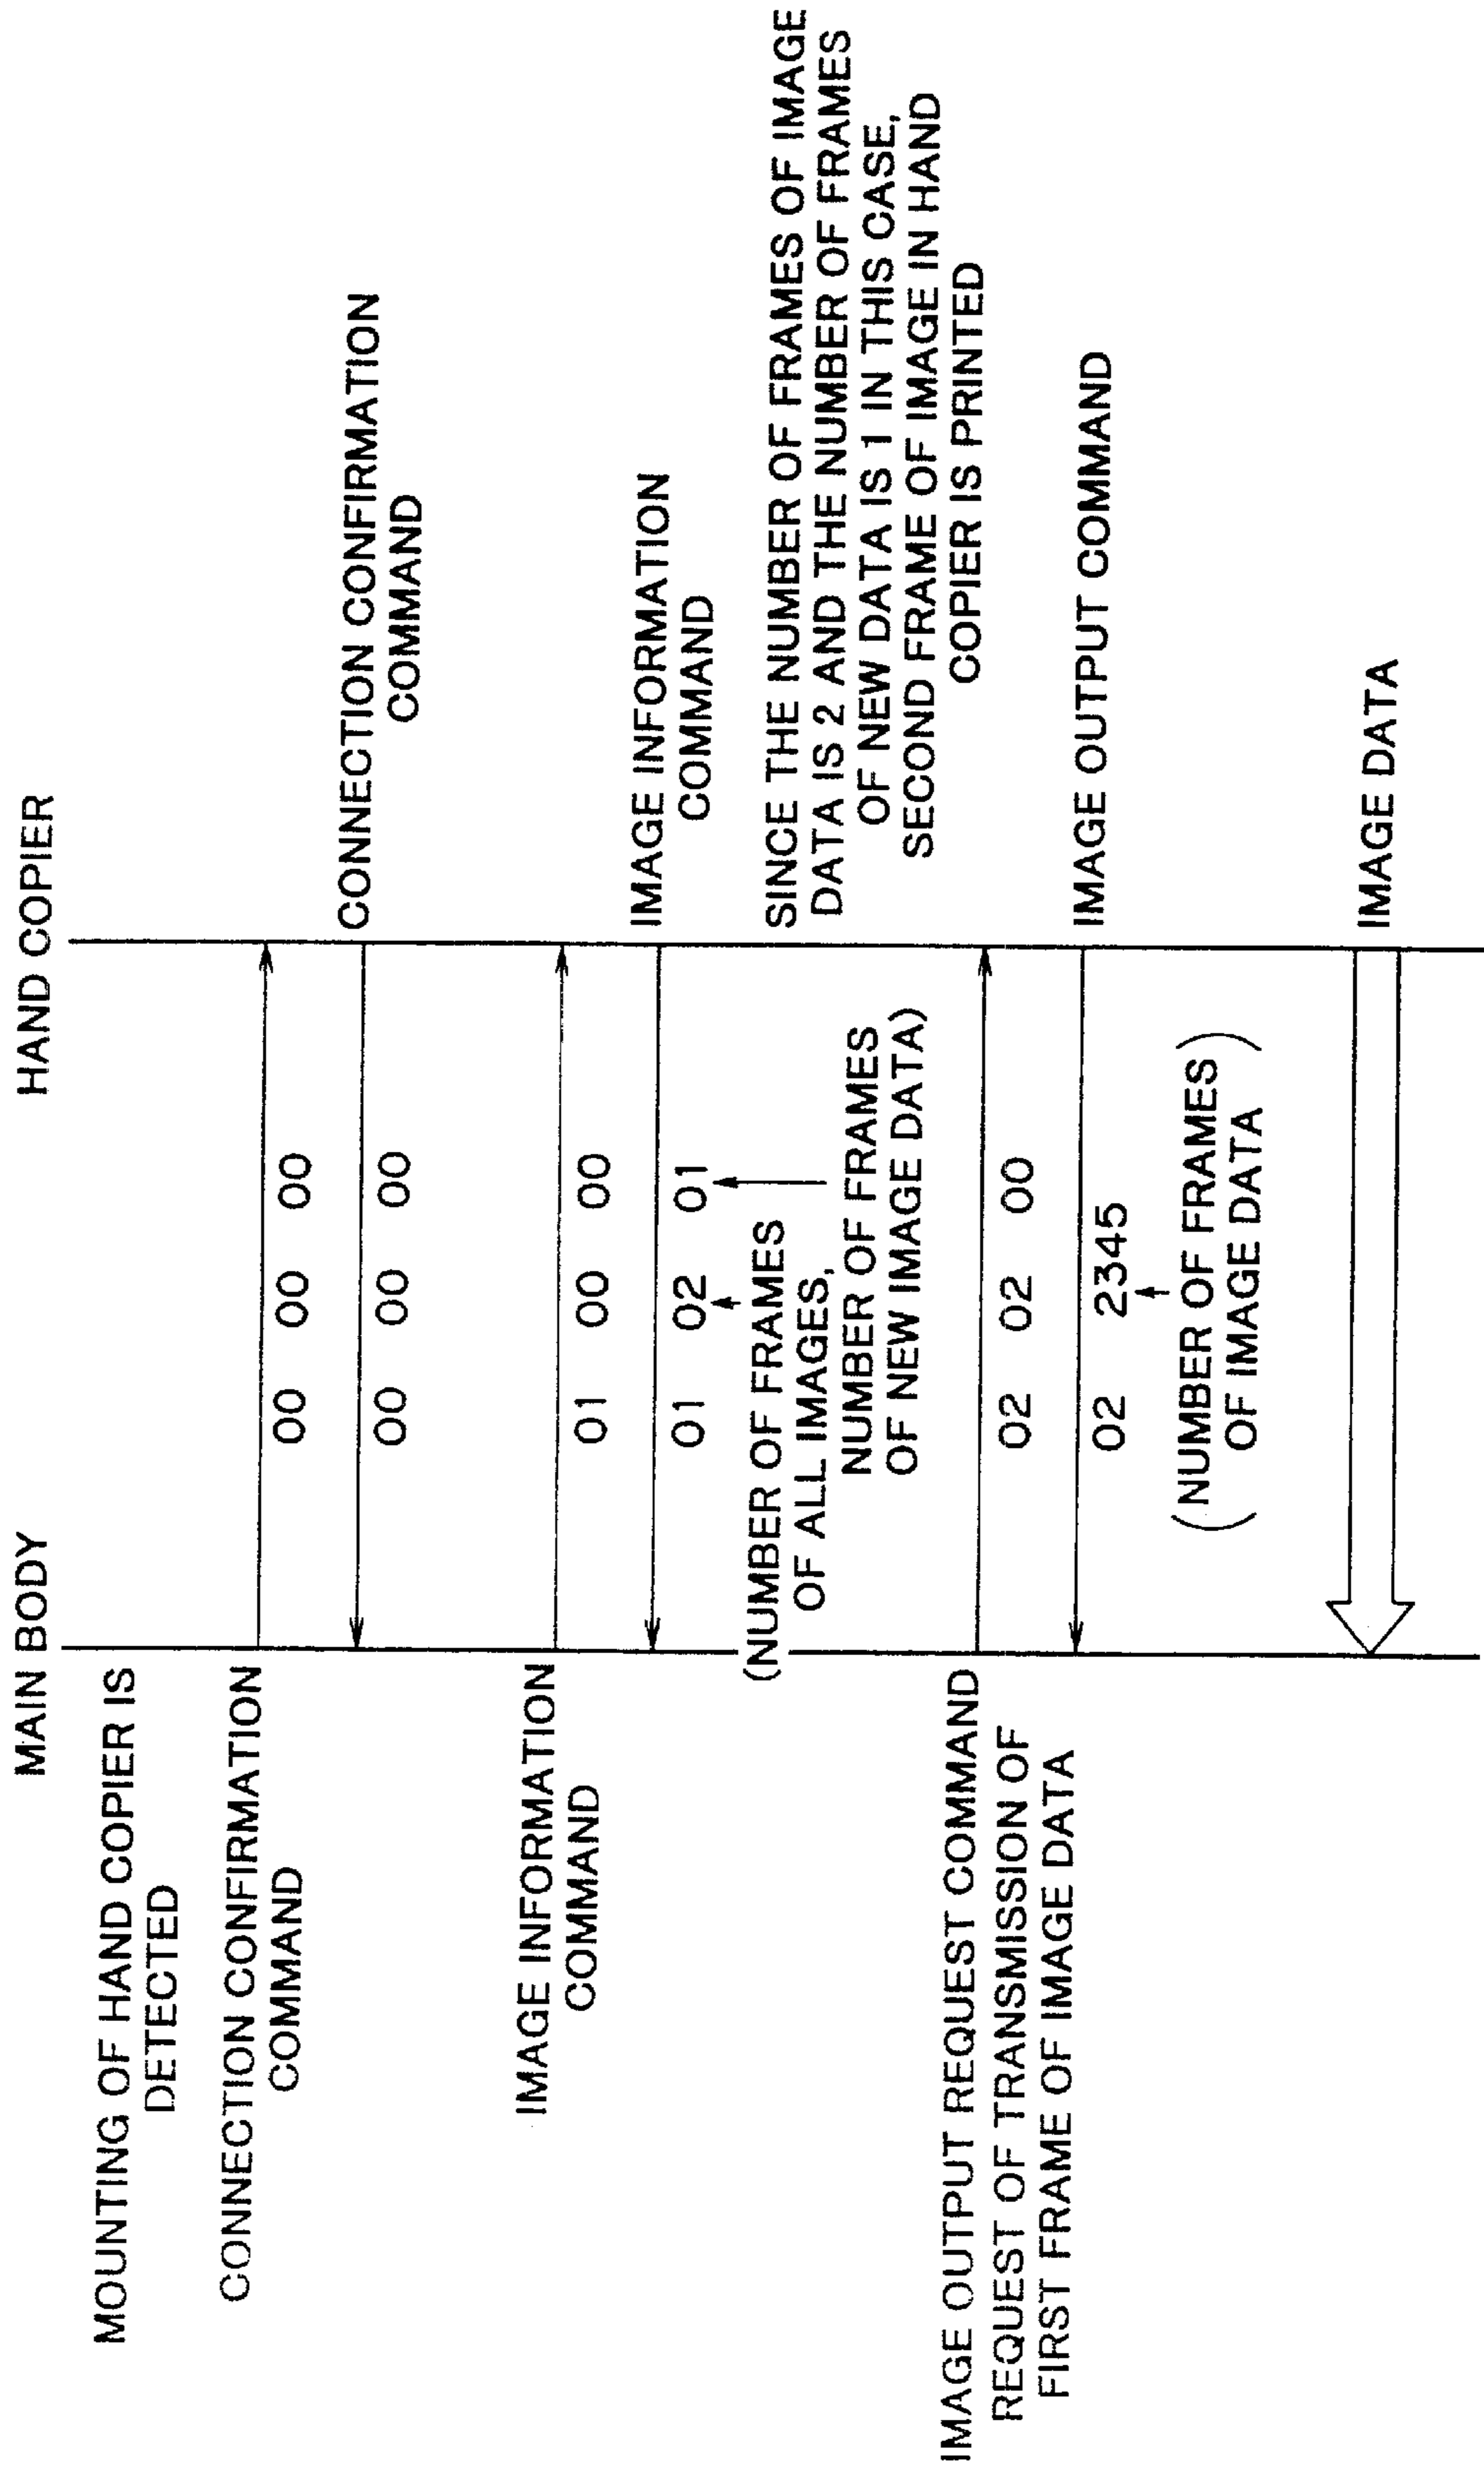 MAIN BODY
HAND COPIER
MOUNTING OF HAND COPIER IS
DETECTED
CONNECTION CONFIRMATION
COMMAND
00 00 00
CONNECTION CONFIRMATION
COMMAND
00 00 00
IMAGE INFORMATION
COMMAND
01 00 00
IMAGE INFORMATION
COMMAND
01 02 01
(NUMBER OF FRAMES
OF ALL IMAGES,
NUMBER OF FRAMES
OF NEW IMAGE DATA)
SINCE THE NUMBER OF FRAMES OF IMAGE
DATA IS 2 AND THE NUMBER OF FRAMES
OF NEW DATA IS 1 IN THIS CASE,
SECOND FRAME OF IMAGE IN HAND
COPIER IS PRINTED
IMAGE OUTPUT REQUEST COMMAND
REQUEST OF TRANSMISSION OF
FIRST FRAME OF IMAGE DATA
02 02 00
IMAGE OUTPUT COMMAND
02 2345
(NUMBER OF FRAMES
OF IMAGE DATA)
IMAGE DATA